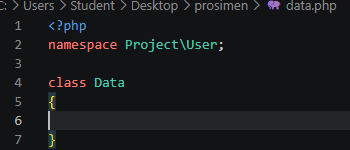 : > Users > Student > Desktop > prosimen > data.php
1 <?php
2 namespace Project\User;
3
4 class Data
5 {
6
7 }